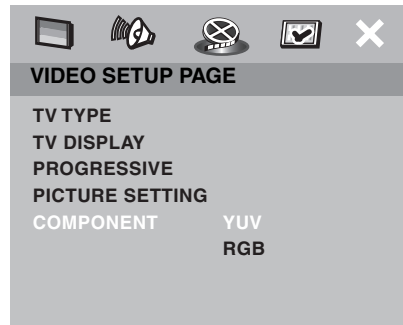 VIDEO SETUP PAGE
TV TYPE
TV DISPLAY
PROGRESSIVE
PICTURE SETTING
COMPONENT YUV
RGB